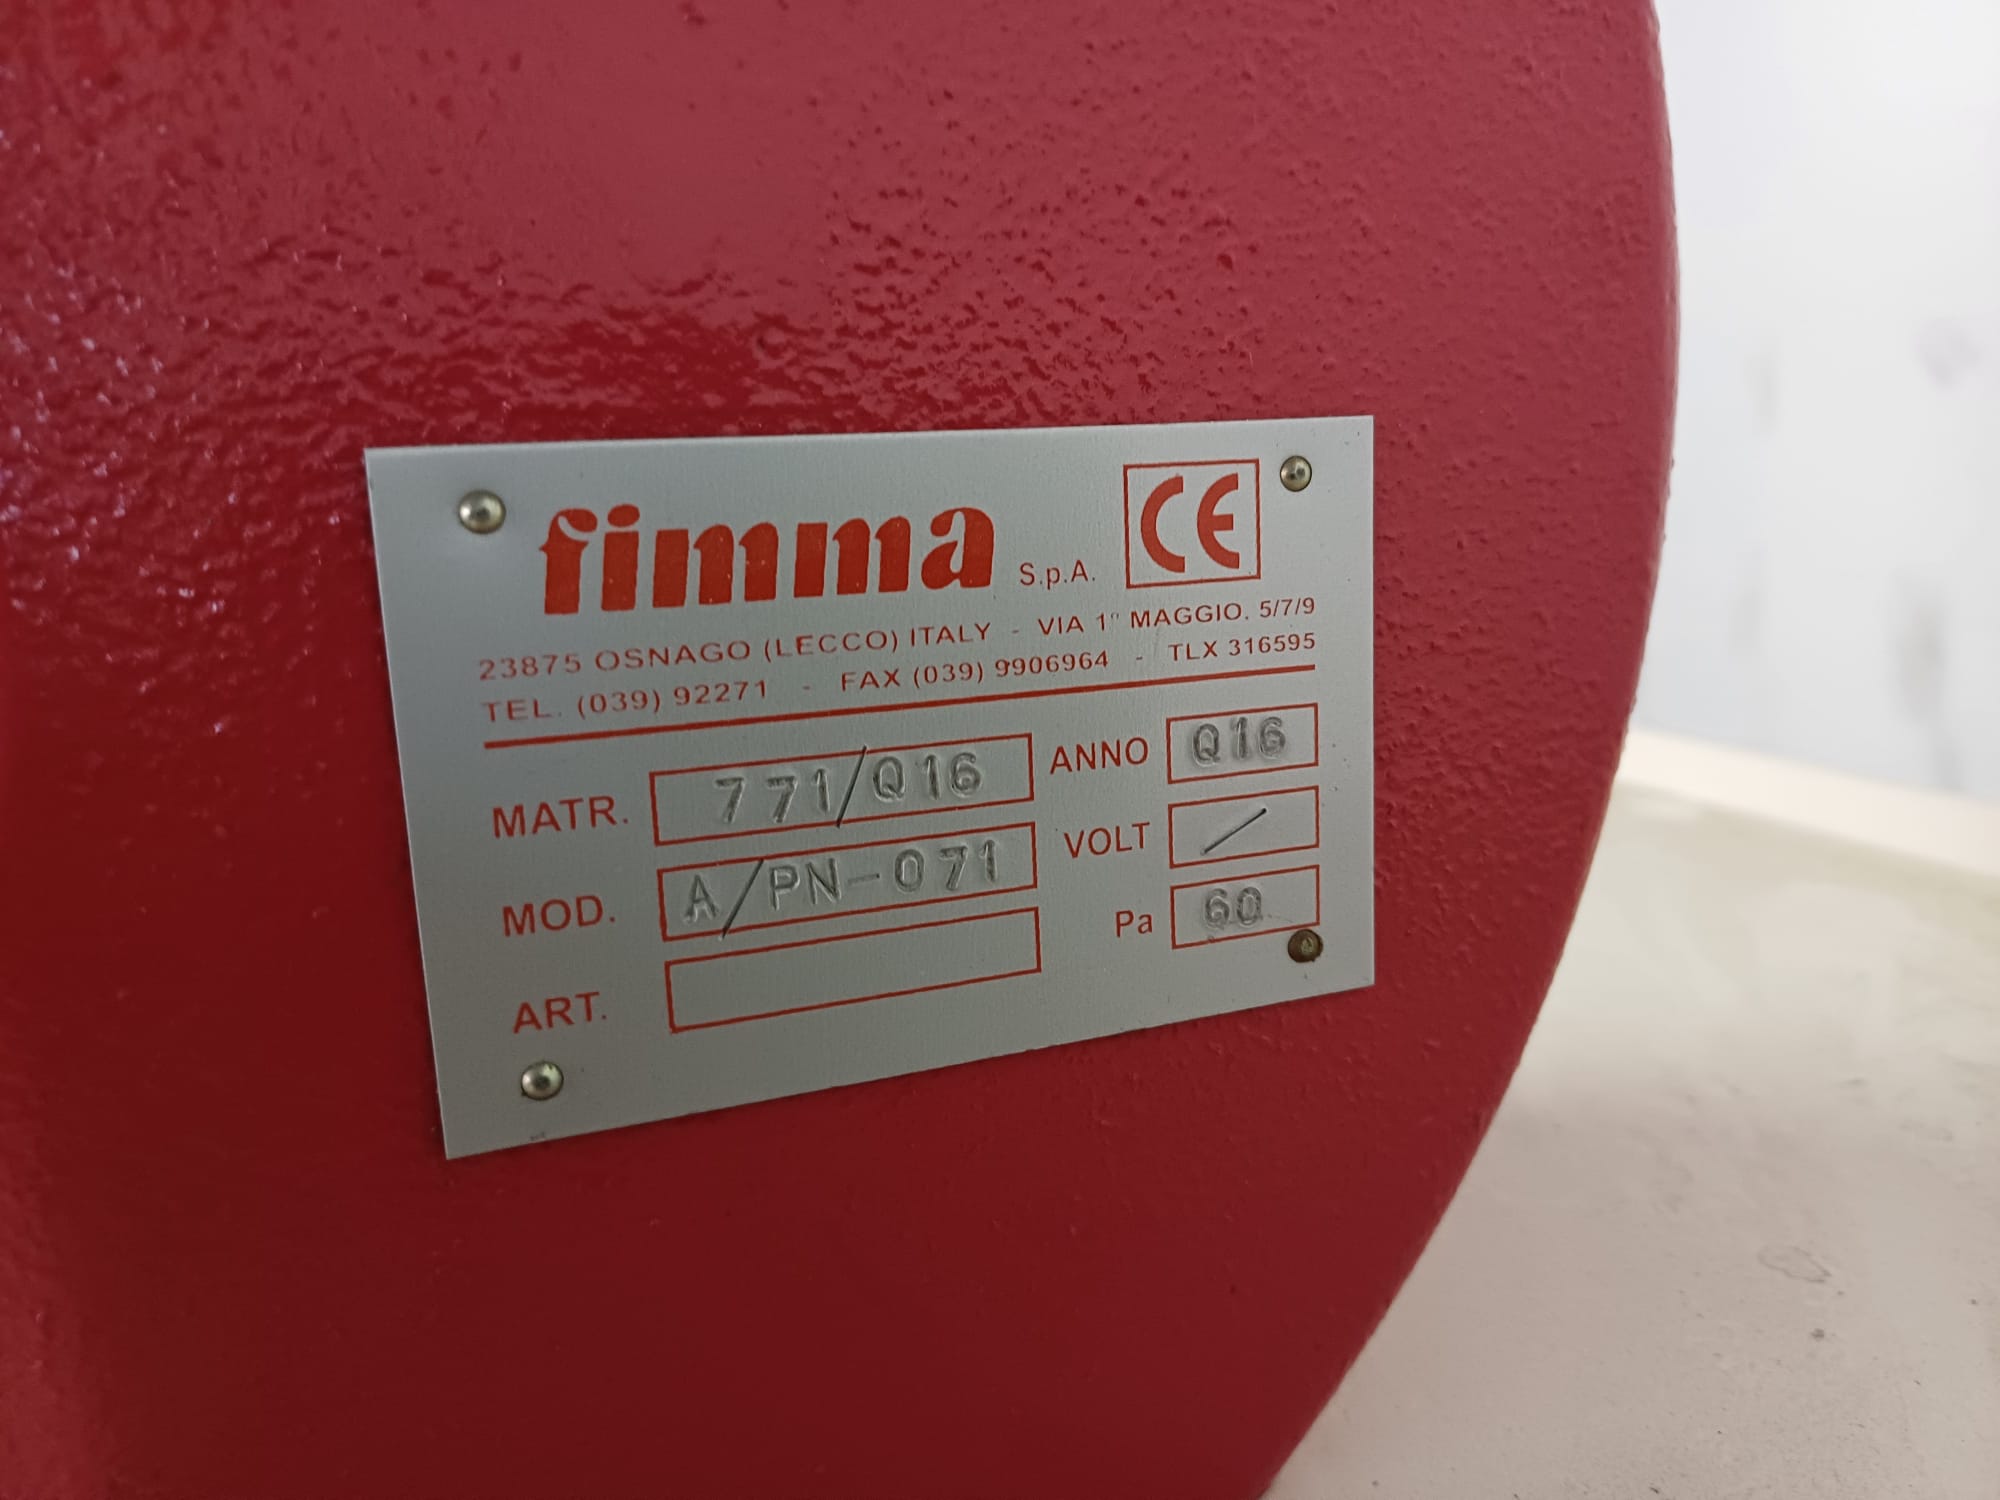 fimma S.p.A. CE
23875 OSNAGO (LECCO) ITALY - VIA 1° MAGGIO. 5/7/9
TEL. (039) 92271 - FAX (039) 9906964 - TLX 316595
MATR. 771/Q16 ANNO Q16
MOD. A/PN-071 VOLT /
ART. Pa 60